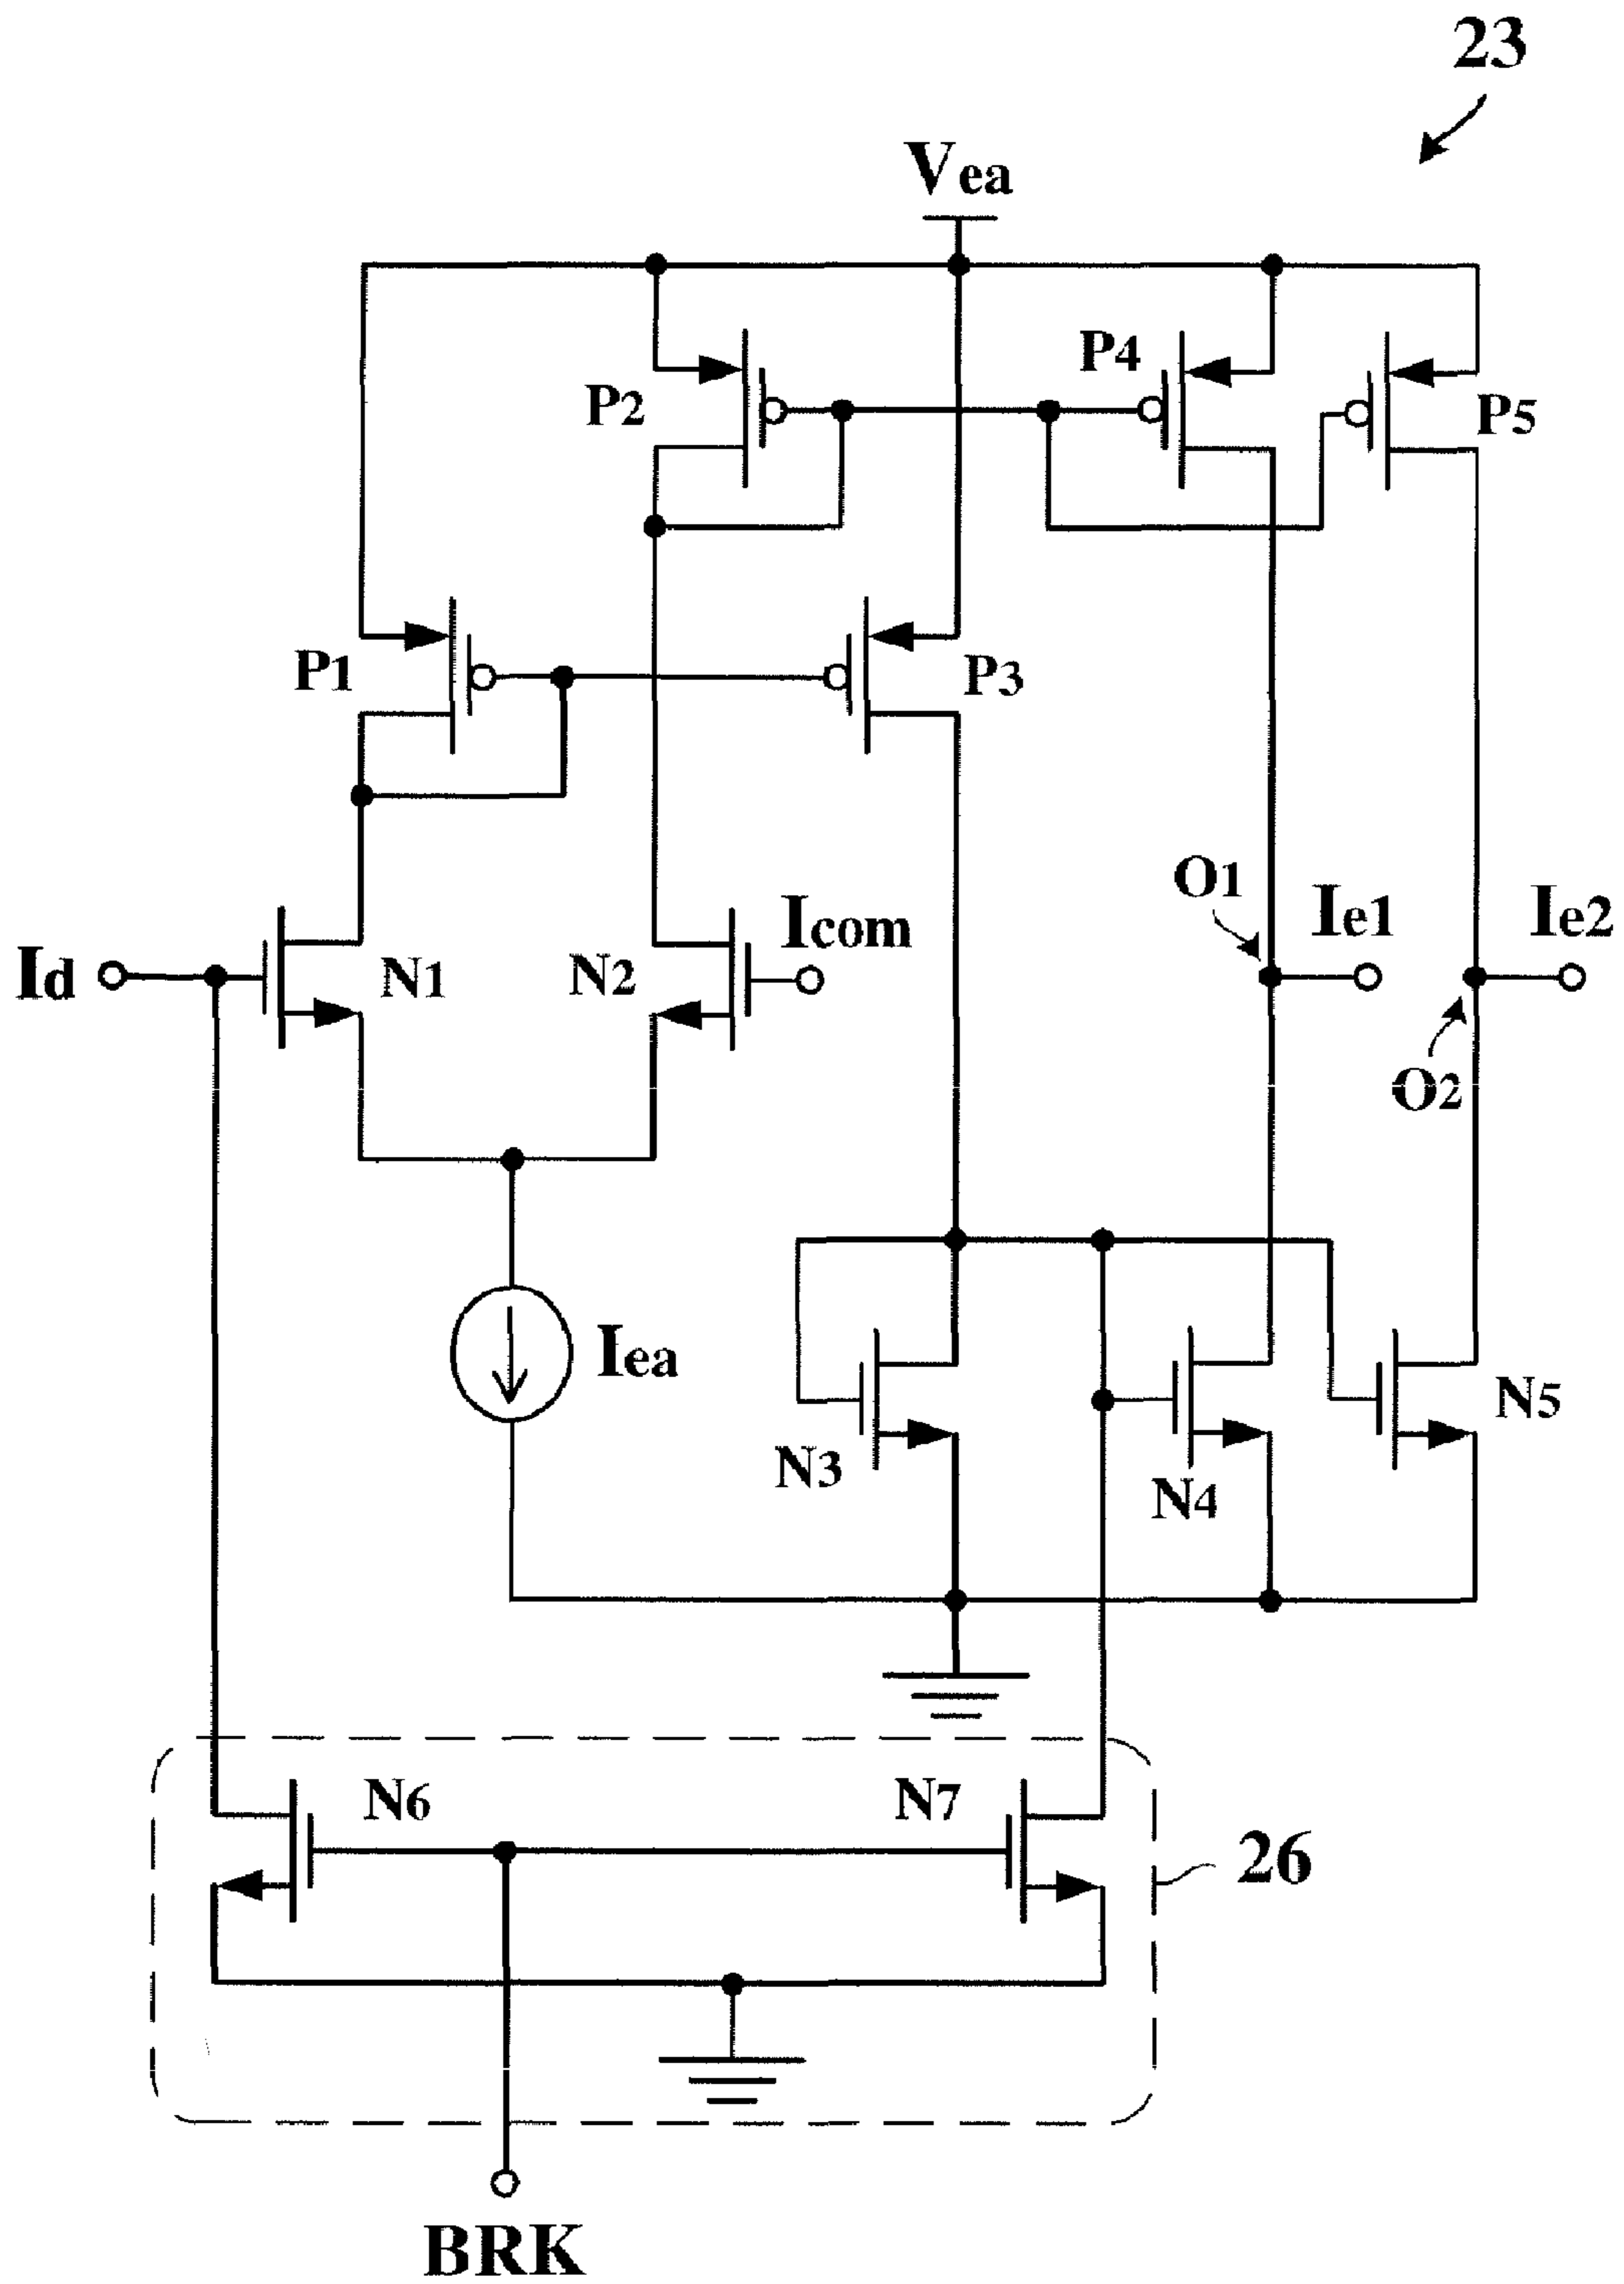 23
Vea
P4
P2
P5
P1
P3
O1
Icom
Ie1
Ie2
Id
N1
N2
O2
Iea
N5
N3
N4
N6
N7
26
BRK